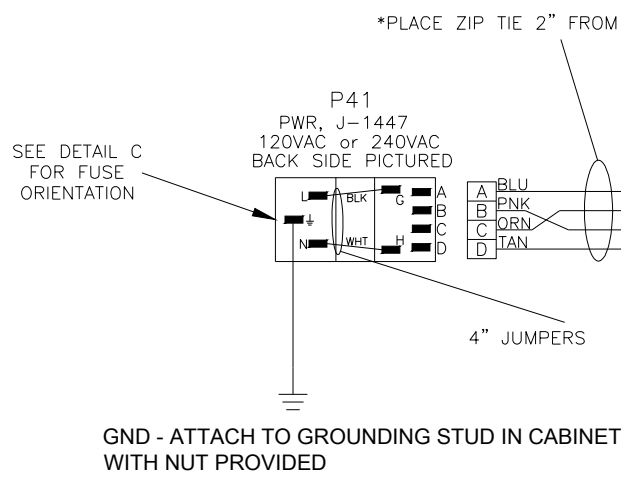 *PLACE ZIP TIE 2” FROM
P41
PWR, J-1447
120VAC or 240VAC
BACK SIDE PICTURED
SEE DETAIL C
FOR FUSE
ORIENTATION
L BLK G A
B
C
N WHT H D
A BLU
B PNK
C ORN
D TAN
4” JUMPERS
GND - ATTACH TO GROUNDING STUD IN CABINET
WITH NUT PROVIDED